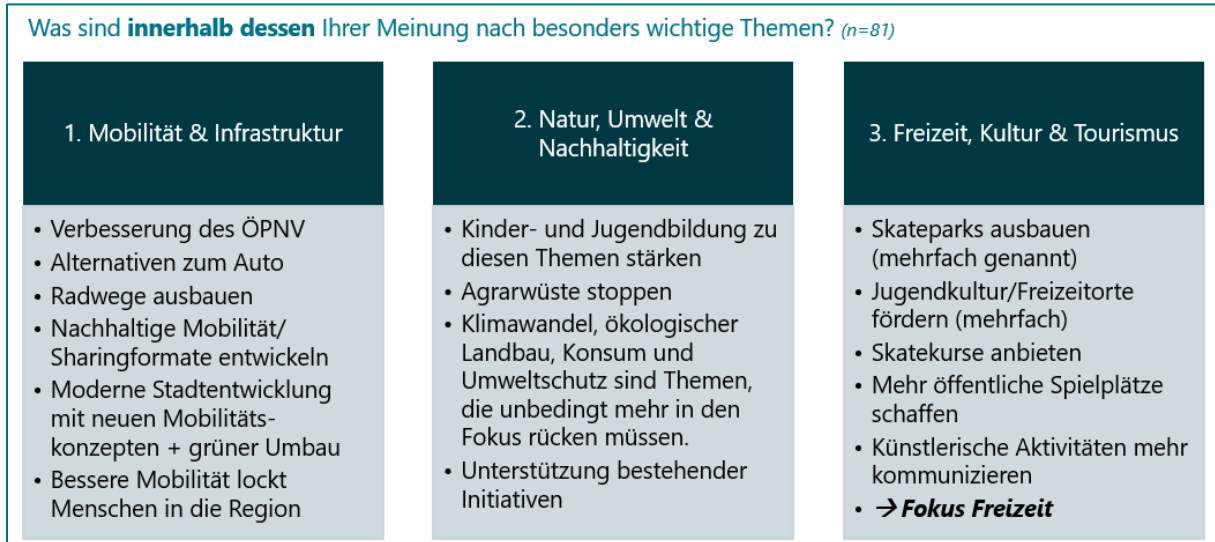 Was sind innerhalb dessen Ihrer Meinung nach besonders wichtige Themen? (n=81)
1. Mobilität & Infrastruktur
• Verbesserung des ÖPNV
• Alternativen zum Auto
• Radwege ausbauen
• Nachhaltige Mobilität/
Sharingformate entwickeln
• Moderne Stadtentwicklung
mit neuen Mobilitäts-
konzepten + grüner Umbau
• Bessere Mobilität lockt
Menschen in die Region
2. Natur, Umwelt &
Nachhaltigkeit
• Kinder- und Jugendbildung zu
diesen Themen stärken
• Agrarwüste stoppen
• Klimawandel, ökologischer
Landbau, Konsum und
Umweltschutz sind Themen,
die unbedingt mehr in den
Fokus rücken müssen.
• Unterstützung bestehender
Initiativen
3. Freizeit, Kultur & Tourismus
• Skateparks ausbauen
(mehrfach genannt)
• Jugendkultur/Freizeitorte
fördern (mehrfach)
• Skatekurse anbieten
• Mehr öffentliche Spielplätze
schaffen
• Künstlerische Aktivitäten mehr
kommunizieren
• → Fokus Freizeit